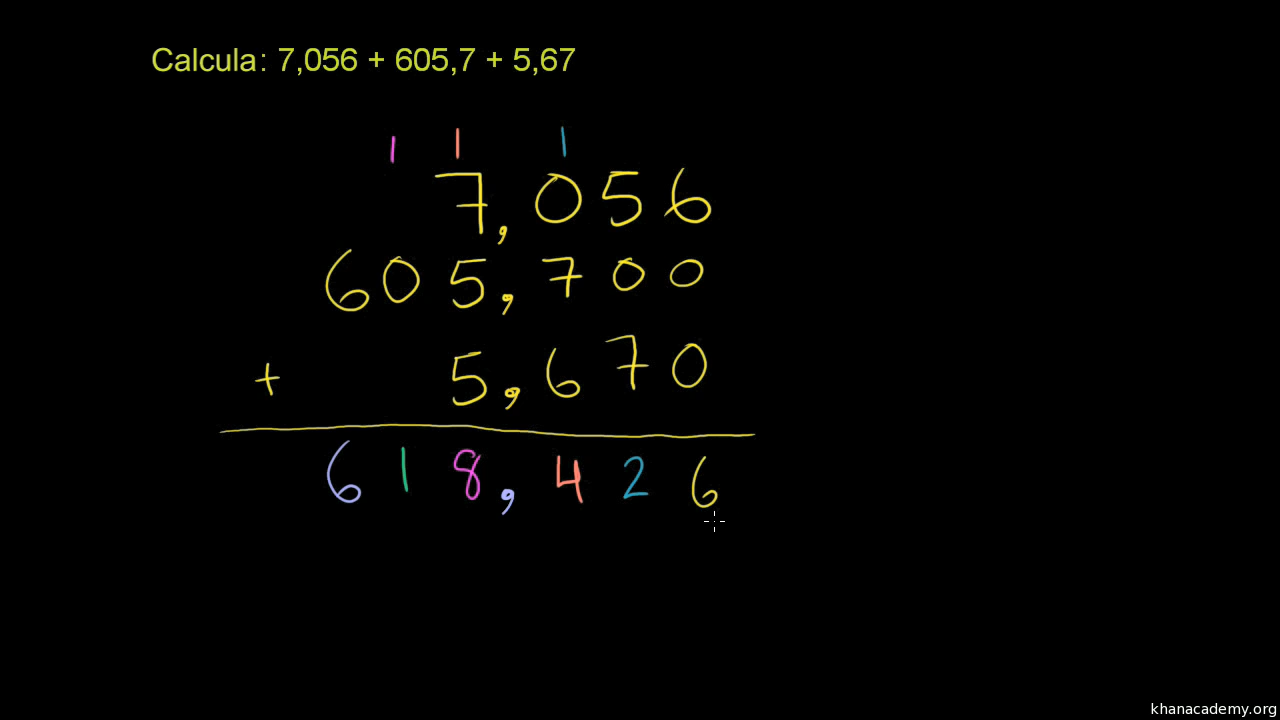 Calcula: 7,056 + 605,7 + 5,67
1 1 1
7,056
605,700
+ 5,670
618,426
khanacademy.org